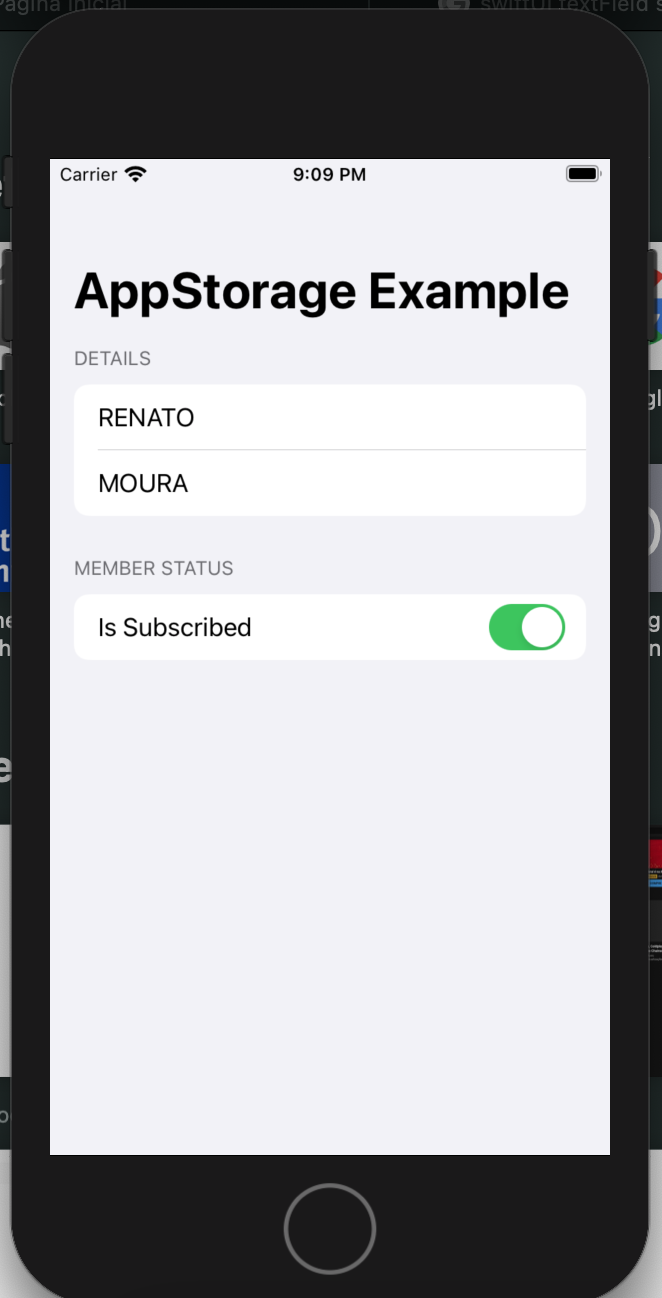 Página Inicial
swiftUI textField s
Carrier
9:09 PM
AppStorage Example
DETAILS
RENATO
MOURA
MEMBER STATUS
Is Subscribed